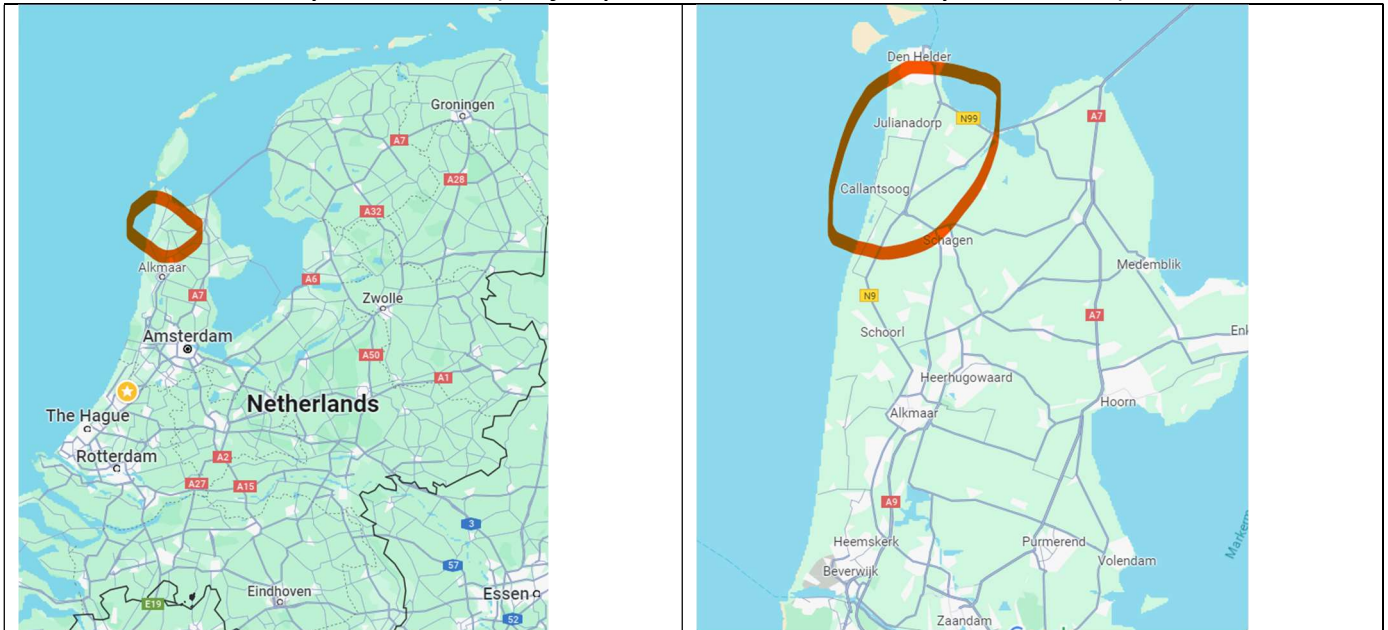 Groningen
A7
A28
A32
Alkmaar
A6
A7
Zwolle
Amsterdam
A50
A1
Netherlands
The Hague
Rotterdam
A2
A27
A15
3
57
Eindhoven
E19
Essen
52
Den Helder
Julianadorp
N99
A7
Callantsoog
Schagen
Medemblik
N9
A7
Schoorl
Enk
Heerhugowaard
Hoorn
Alkmaar
A9
Heemskerk
Purmerend
Volendam
Beverwijk
Markerm
Zaandam